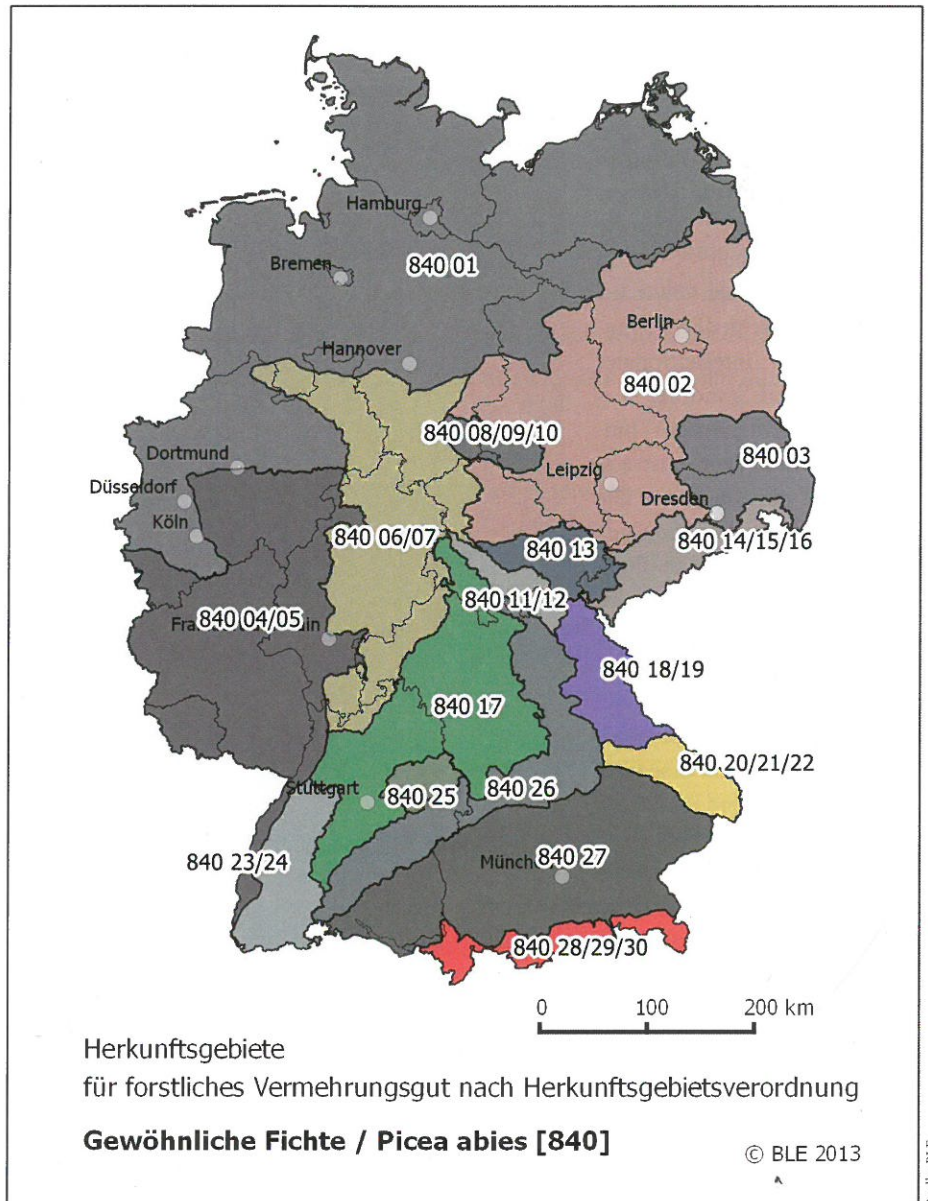 Hamburg
840 01
Bremen
Berlin
Hannover
840 02
840 08/09/10
Dortmund
840 03
Leipzig
Düsseldorf
Dresden
Köln
840 06/07
840 13
840 14/15/16
840 11/12
840 04/05
840 18/19
840 17
840 20/21/22
Stuttgart
840 25
840 26
840 23/24
840 27
840 28/29/30
0 100 200 km
Herkunftsgebiete
für forstliches Vermehrungsgut nach Herkunftsgebietsverordnung
Gewöhnliche Fichte / Picea abies [840]
© BLE 2013